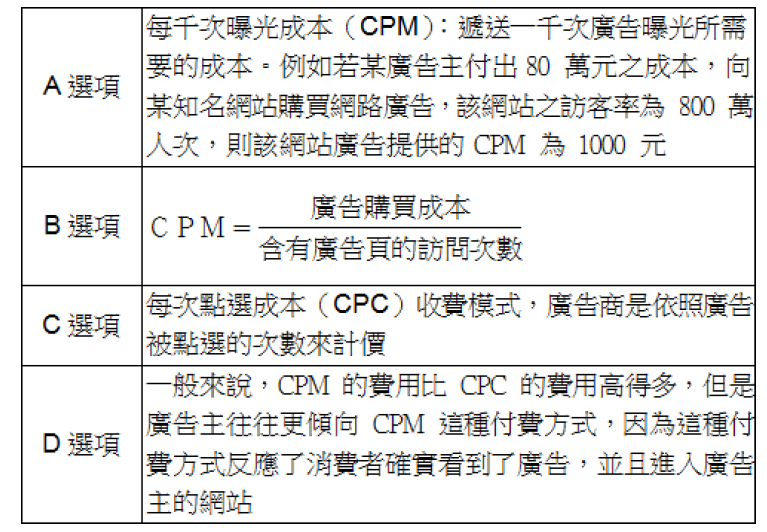 A 選項
每千次曝光成本（CPM）：遞送一千次廣告曝光所需
要的成本。例如若某廣告主付出 80 萬元之成本，向
某知名網站購買網路廣告，該網站之訪客率為 800 萬
人次，則該網站廣告提供的 CPM 為 1000 元
B 選項
ＣＰＭ＝廣告購買成本
含有廣告頁的訪問次數
C 選項
每次點選成本（CPC）收費模式，廣告商是依照廣告
被點選的次數來計價
D 選項
一般來說，CPM 的費用比 CPC 的費用高得多，但是
廣告主往往更傾向 CPM 這種付費方式，因為這種付
費方式反應了消費者確實看到了廣告，並且進入廣告
主的網站